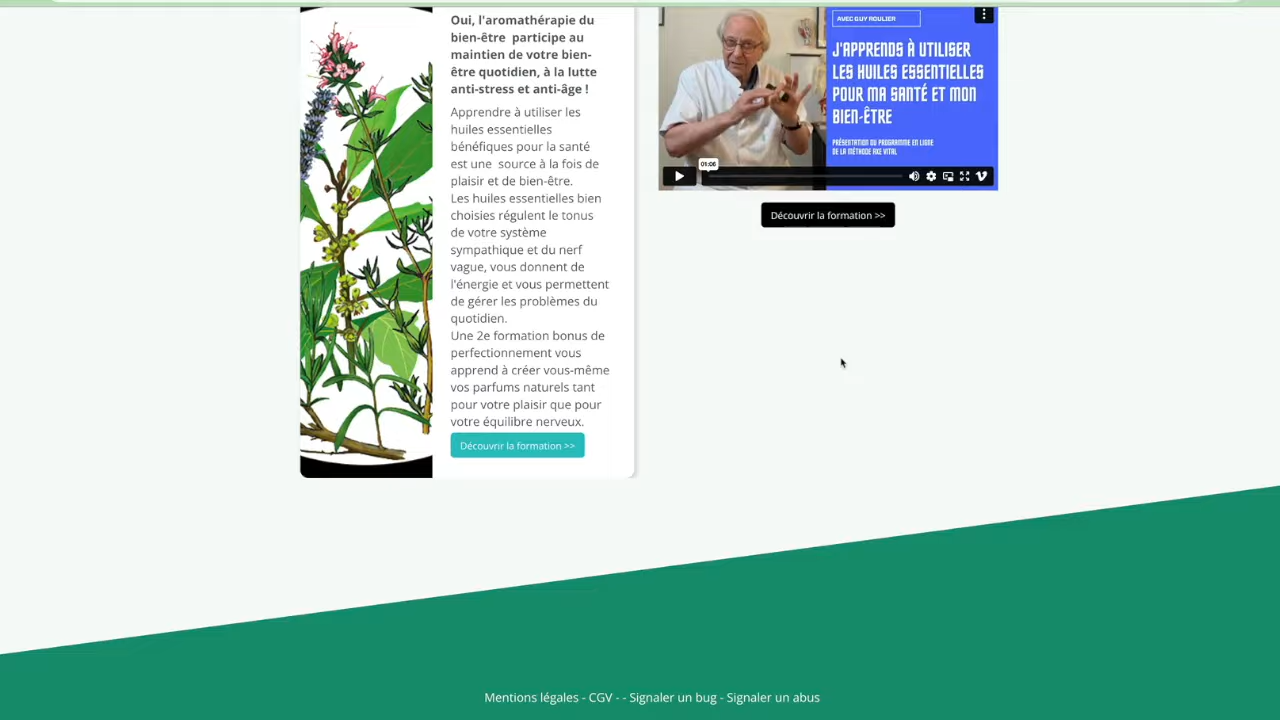 Oui, l'aromathérapie du
bien-être participe au
maintien de votre bien-
être quotidien, à la lutte
anti-stress et anti-âge !
Apprendre à utiliser les
huiles essentielles
bénéfiques pour la santé
est une source à la fois de
plaisir et de bien-être.
Les huiles essentielles bien
choisies régulent le tonus
de votre système
sympathique et du nerf
vague, vous donnent de
l'énergie et vous permettent
de gérer les problèmes du
quotidien.
Une 2e formation bonus de
perfectionnement vous
apprend à créer vous-même
vos parfums naturels tant
pour votre plaisir que pour
votre équilibre nerveux.
Découvrir la formation >>
AVEC GUY ROULIER
J'APPRENDS À UTILISER
LES HUILES ESSENTIELLES
POUR MA SANTÉ ET MON
BIEN-ÊTRE
PRÉSENTATION DU PROGRAMME EN LIGNE
DE LA MÉTHODE AXE VITAL
01:06
Découvrir la formation >>
Mentions légales - CGV - - Signaler un bug - Signaler un abus